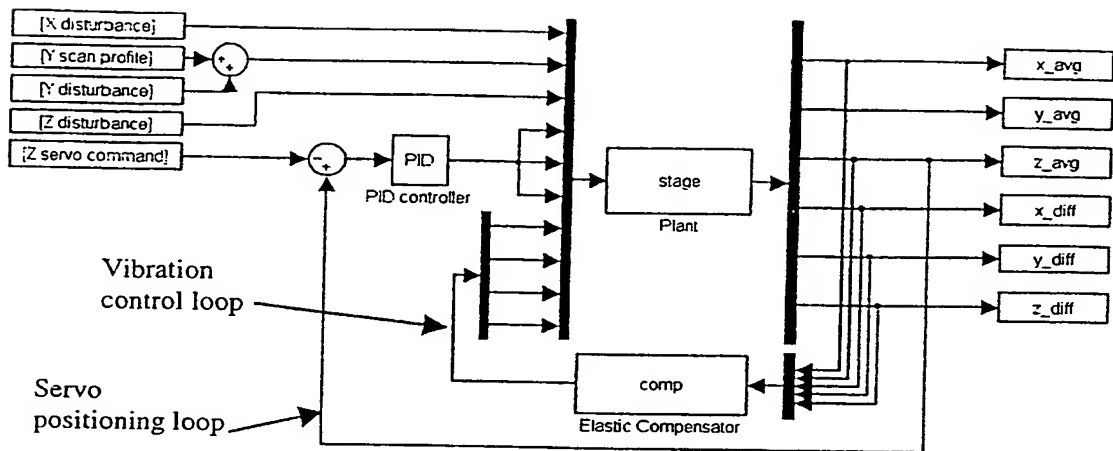 [X disturbance]
[Y scan profile]
[Y disturbance]
[Z disturbance]
[Z servo command]
+
+
-
+
PID
PID controller
stage
Plant
x_avg
y_avg
z_avg
x_diff
y_diff
z_diff
Vibration
control loop
comp
Elastic Compensator
Servo
positioning loop